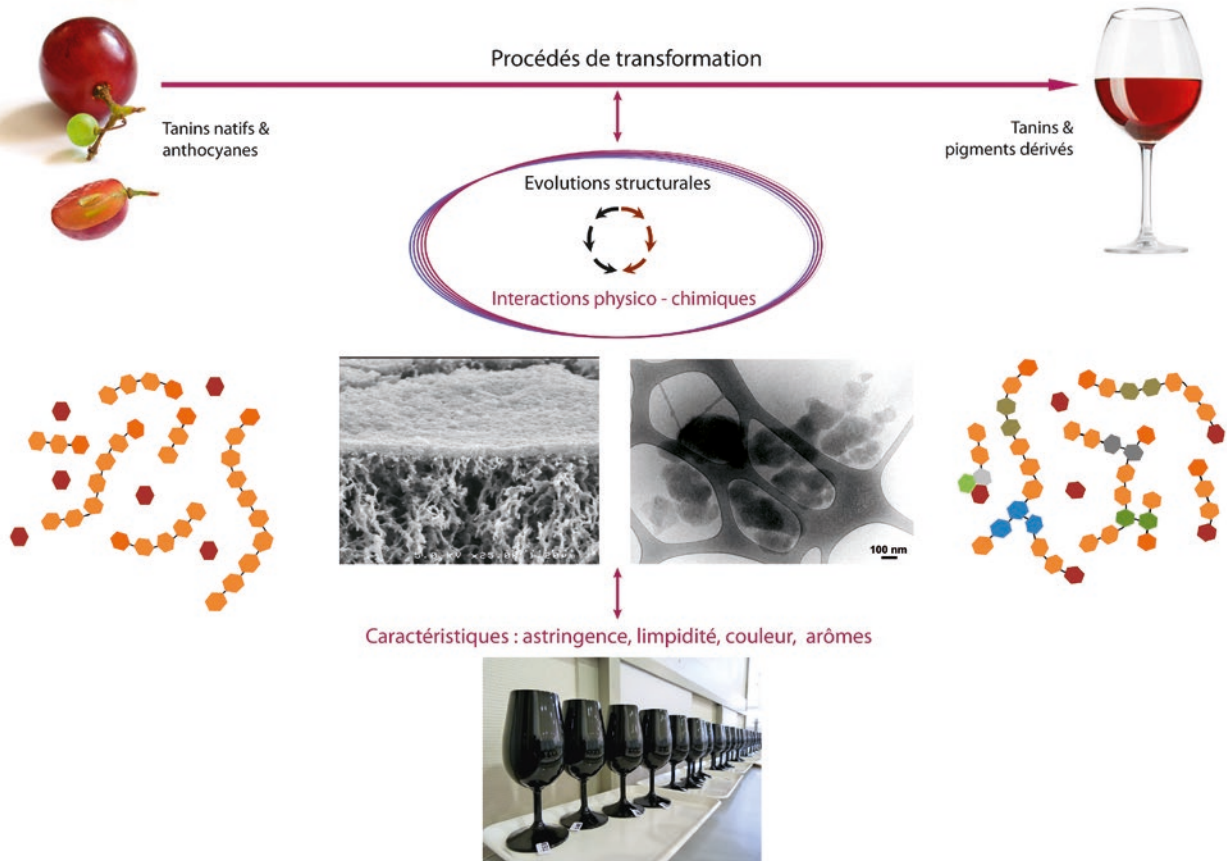 Procédés de transformation
Tanins natifs &
anthocyanes
Tanins &
pigments dérivés
Evolutions structurales
Interactions physico - chimiques
100 nm
Caractéristiques : astringence, limpidité, couleur, arômes